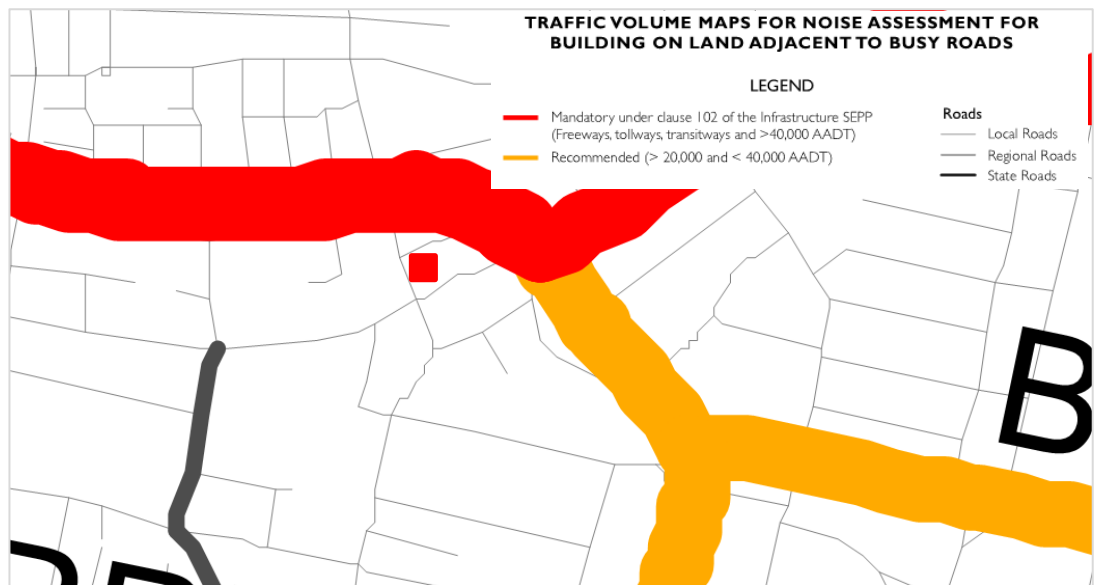 TRAFFIC VOLUME MAPS FOR NOISE ASSESSMENT FOR
BUILDING ON LAND ADJACENT TO BUSY ROADS
LEGEND
Mandatory under clause 102 of the Infrastructure SEPP
(Freeways, tollways, transitways and >40,000 AADT)
Recommended (> 20,000 and < 40,000 AADT)
Roads
Local Roads
Regional Roads
State Roads
B